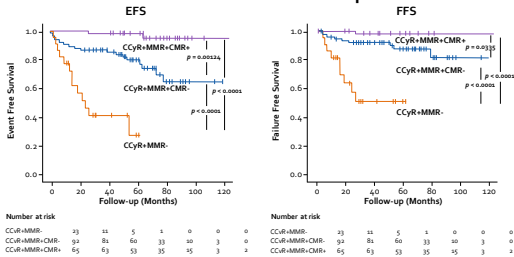 EFS
FFS
1.0
0.8
0.6
0.4
0.2
0.0
Event Free Survival
CCyR+MMR+CMR+
p = 0.00124
CCyR+MMR+CMR-
p < 0.0001
p < 0.0001
CCyR+MMR-
0 20 40 60 80 100 120
Follow-up (Months)
1.0
0.8
0.6
0.4
0.2
0.0
Failure Free Survival
CCyR+MMR+CMR+
p = 0.0335
CCyR+MMR+CMR-
p < 0.0001
p < 0.0001
CCyR+MMR-
0 20 40 60 80 100 120
Follow-up (Months)
Number at risk
CCyR+MMR- 23 11 5 1 0 0 0
CCyR+MMR+CMR- 92 81 60 33 10 3 0
CCyR+MMR+CMR+ 65 63 53 35 15 3 2
Number at risk
CCyR+MMR- 23 11 5 1 0 0 0
CCyR+MMR+CMR- 92 81 60 33 10 3 0
CCyR+MMR+CMR+ 65 63 53 35 15 3 2